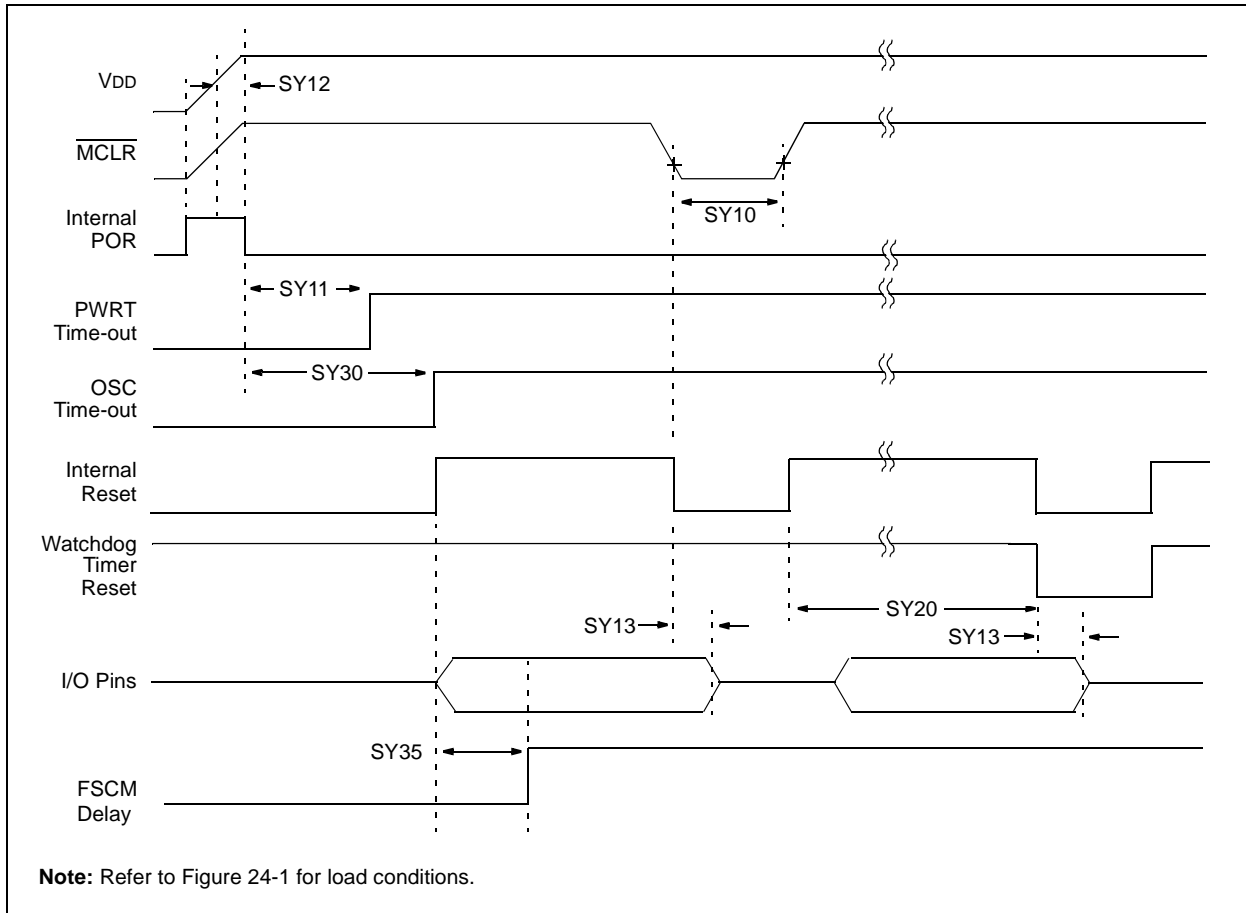 VDD
SY12
MCLR
SY10
Internal
POR
SY11
PWRT
Time-out
SY30
OSC
Time-out
Internal
Reset
Watchdog
Timer
Reset
SY20
SY13
SY13
I/O Pins
SY35
FSCM
Delay
Note: Refer to Figure 24-1 for load conditions.